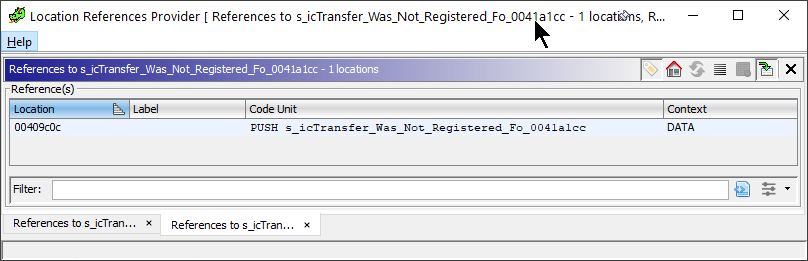 Location References Provider [ References to s_icTransfer_Was_Not_Registered_Fo_0041a1cc - 1 locations, R...
Help
References to s_icTransfer_Was_Not_Registered_Fo_0041a1cc - 1 locations
Reference(s)
Location Label Code Unit Context
00409c0c PUSH s_icTransfer_Was_Not_Registered_Fo_0041a1cc DATA
Filter:
References to s_icTran... × References to s_icTran... ×